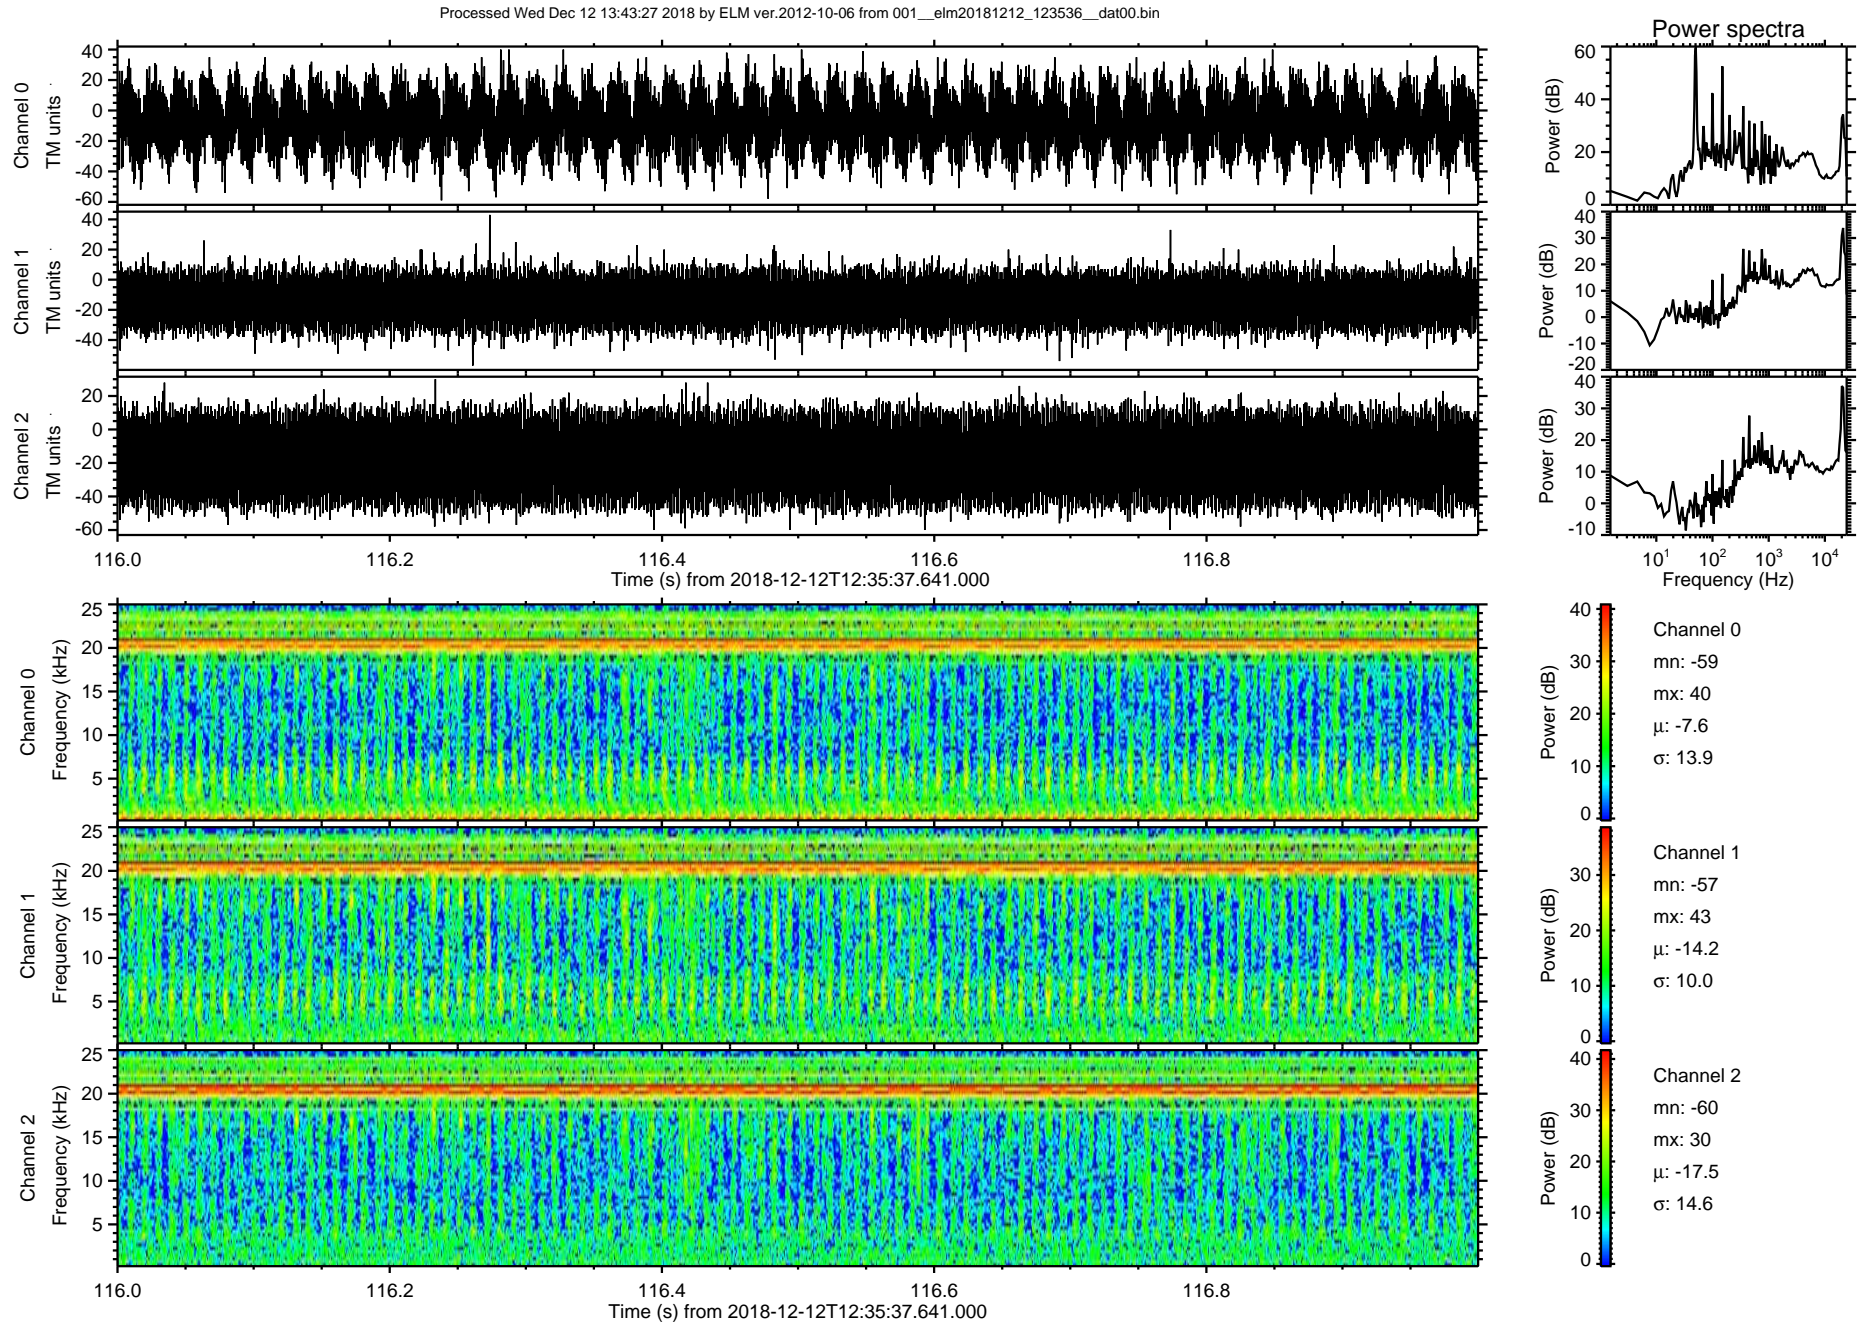 Processed Wed Dec 12 13:43:27 2018 by ELM ver.2012-10-06 from 001__elm20181212_123536__dat00.bin
Power spectra
Channel 0
TM units
40
20
0
-20
-40
-60
Power (dB)
60
40
20
0
Channel 1
TM units
40
20
0
-20
-40
Power (dB)
40
30
20
10
0
-10
-20
Channel 2
TM units
20
0
-20
-40
-60
Power (dB)
40
30
20
10
0
-10
116.0 116.2 116.4 116.6 116.8
Time (s) from 2018-12-12T12:35:37.641.000
10¹ 10² 10³ 10⁴
Frequency (Hz)
Channel 0
Frequency (kHz)
25
20
15
10
5
Power (dB)
40
30
20
10
0
Channel 0
mn: -59
mx: 40
μ: -7.6
σ: 13.9
Channel 1
Frequency (kHz)
25
20
15
10
5
Power (dB)
30
20
10
0
Channel 1
mn: -57
mx: 43
μ: -14.2
σ: 10.0
Channel 2
Frequency (kHz)
25
20
15
10
5
Power (dB)
40
30
20
10
0
Channel 2
mn: -60
mx: 30
μ: -17.5
σ: 14.6
116.0 116.2 116.4 116.6 116.8
Time (s) from 2018-12-12T12:35:37.641.000